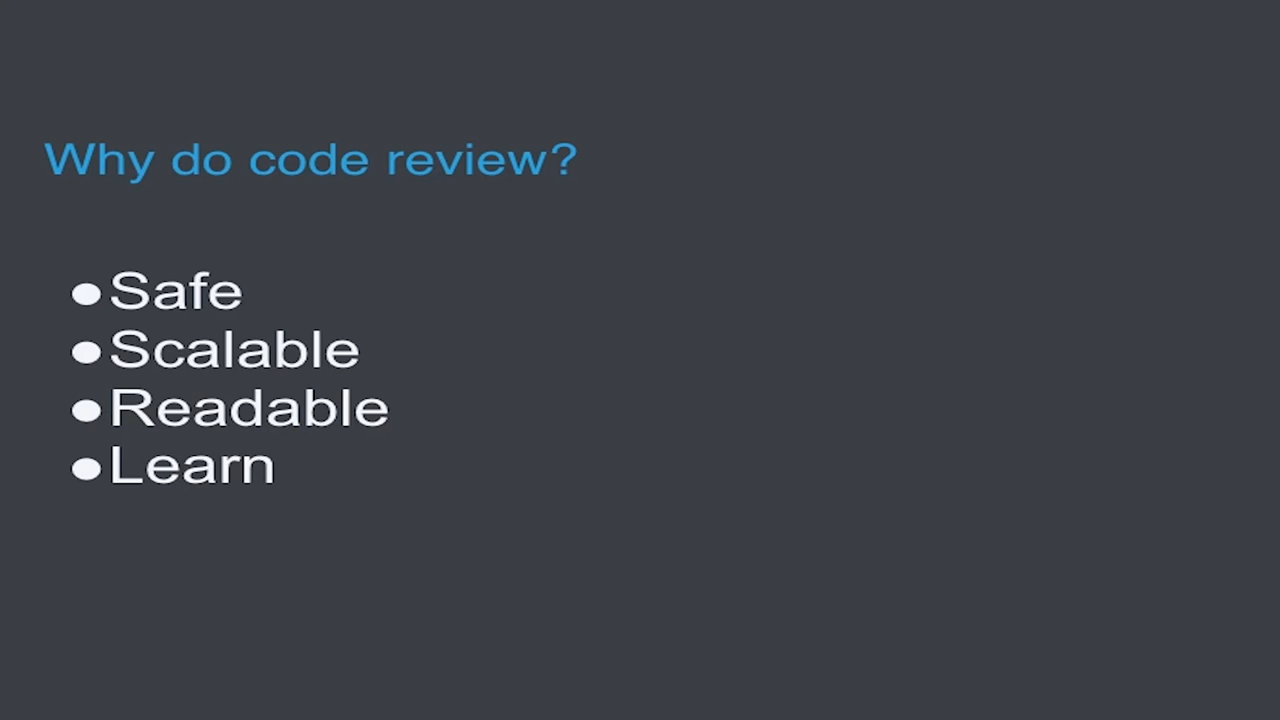 Why do code review?
●Safe
●Scalable
●Readable
●Learn